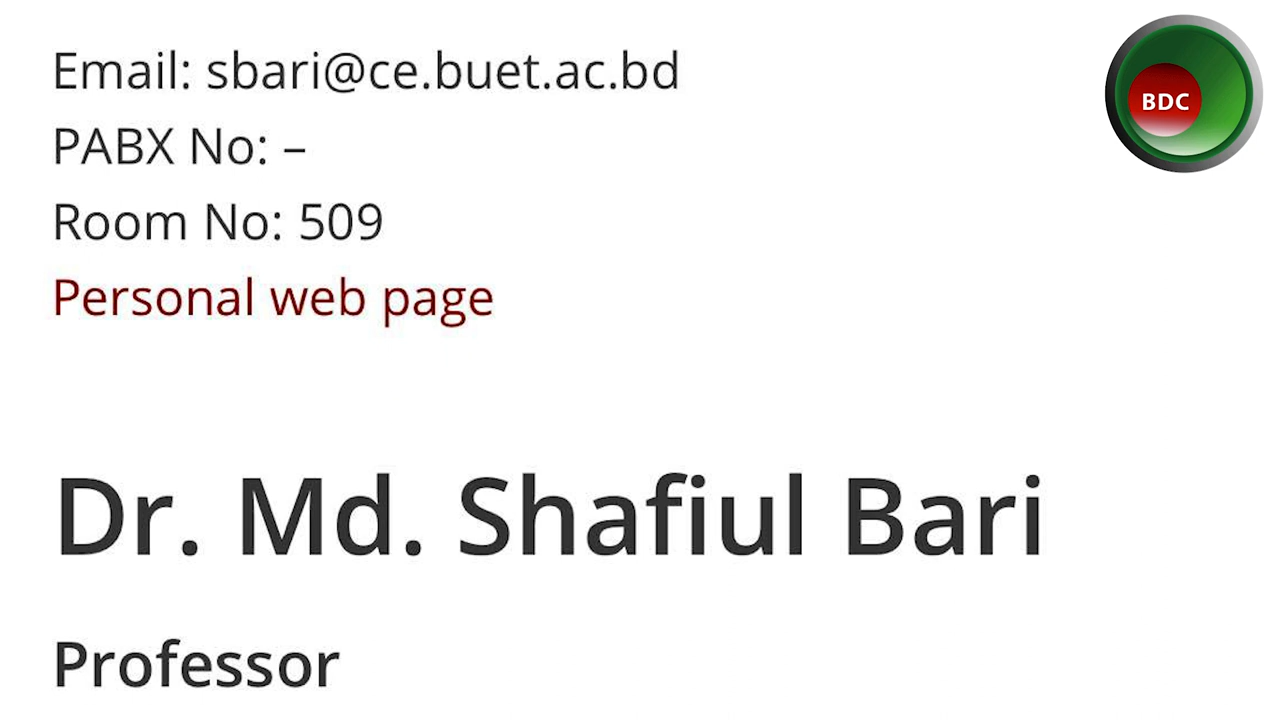 Email: sbari@ce.buet.ac.bd
BDC
PABX No: –
Room No: 509
Personal web page
Dr. Md. Shafiul Bari
Professor